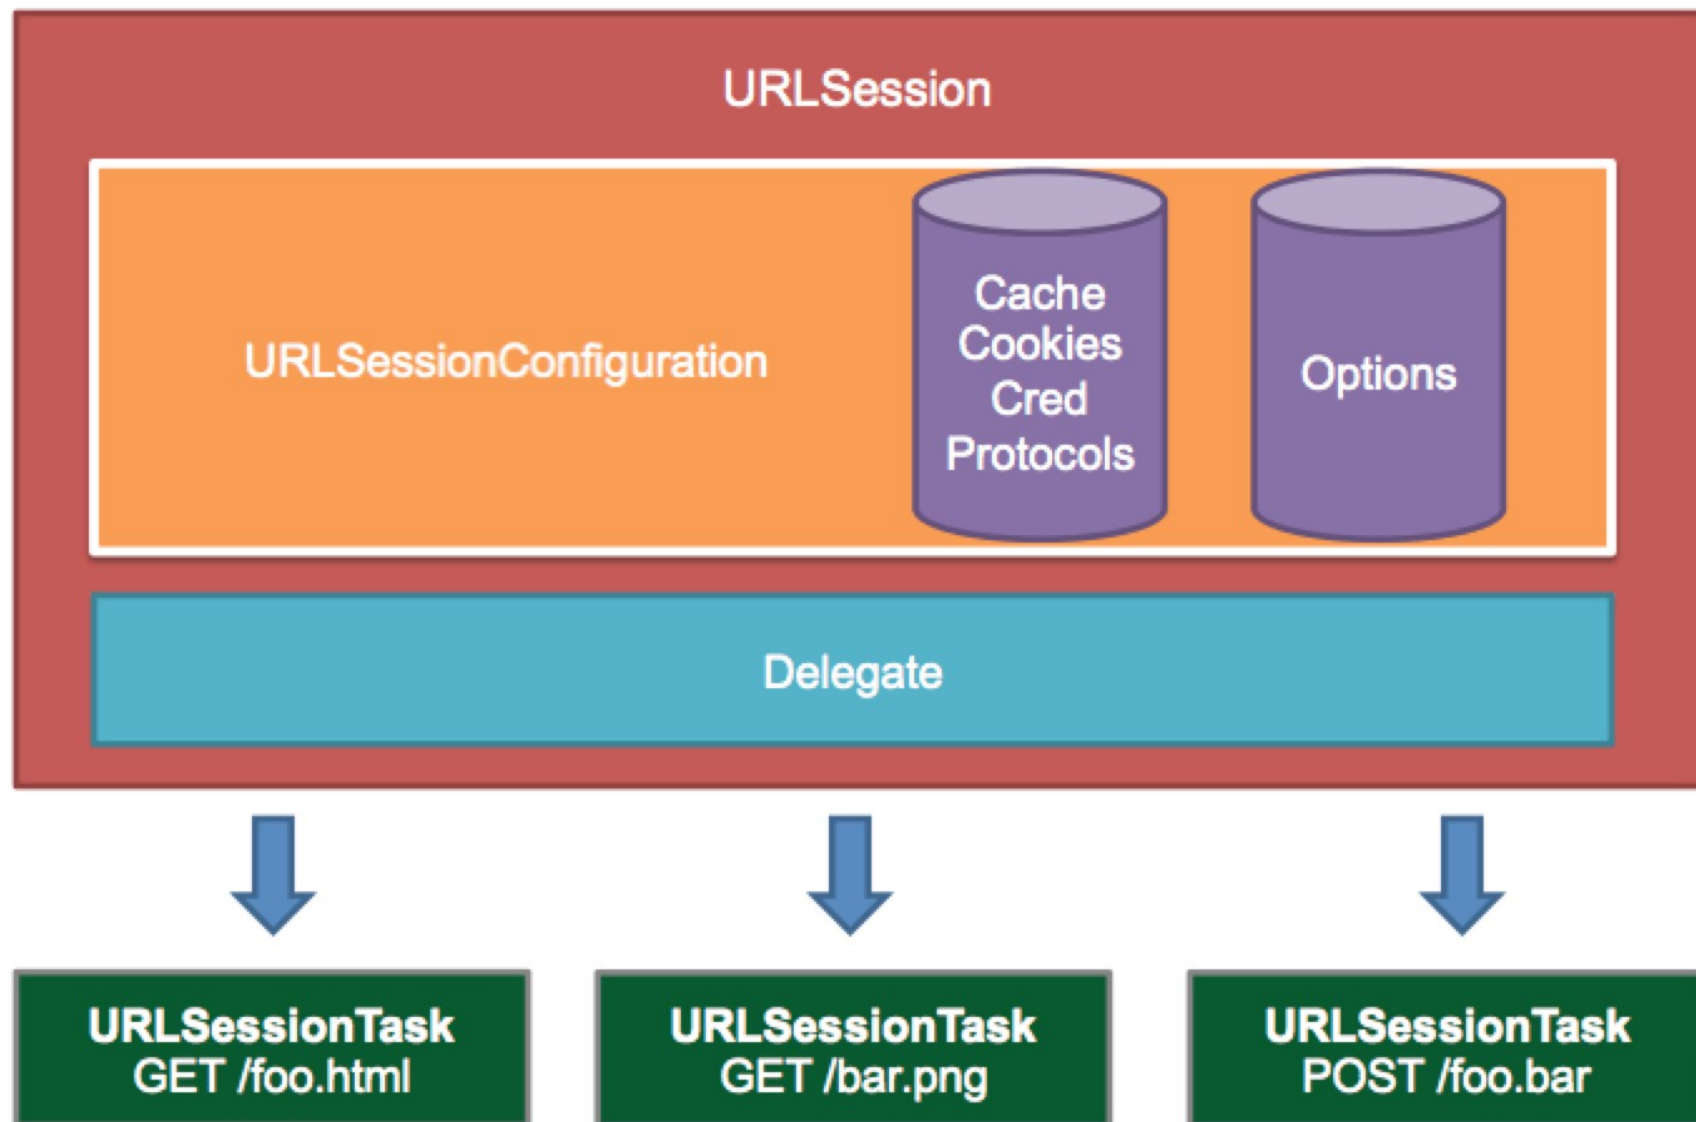 URLSession
URLSessionConfiguration
Cache
Cookies
Cred
Protocols
Options
Delegate
URLSessionTask
GET /foo.html
URLSessionTask
GET /bar.png
URLSessionTask
POST /foo.bar